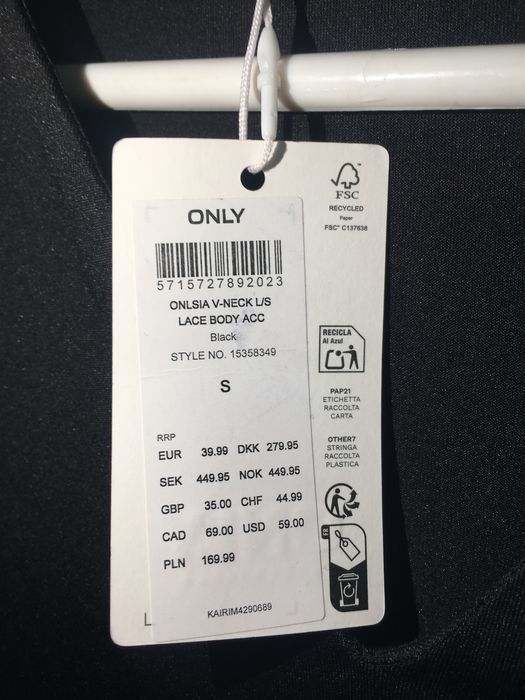 ONLY
5715727892023
ONLSIA V-NECK L/S
LACE BODY ACC
Black
STYLE NO. 15358349
S
RRP
EUR 39.99 DKK 279.95
SEK 449.95 NOK 449.95
GBP 35.00 CHF 44.99
CAD 69.00 USD 59.00
PLN 169.99
KAIRIM4290689
FSC
RECYCLED
Paper
FSC® C137638
RECICLA
Al Azul
PAP21
ETICHETTA
RACCOLTA
CARTA
OTHER7
STRINGA
RACCOLTA
PLASTICA
FR